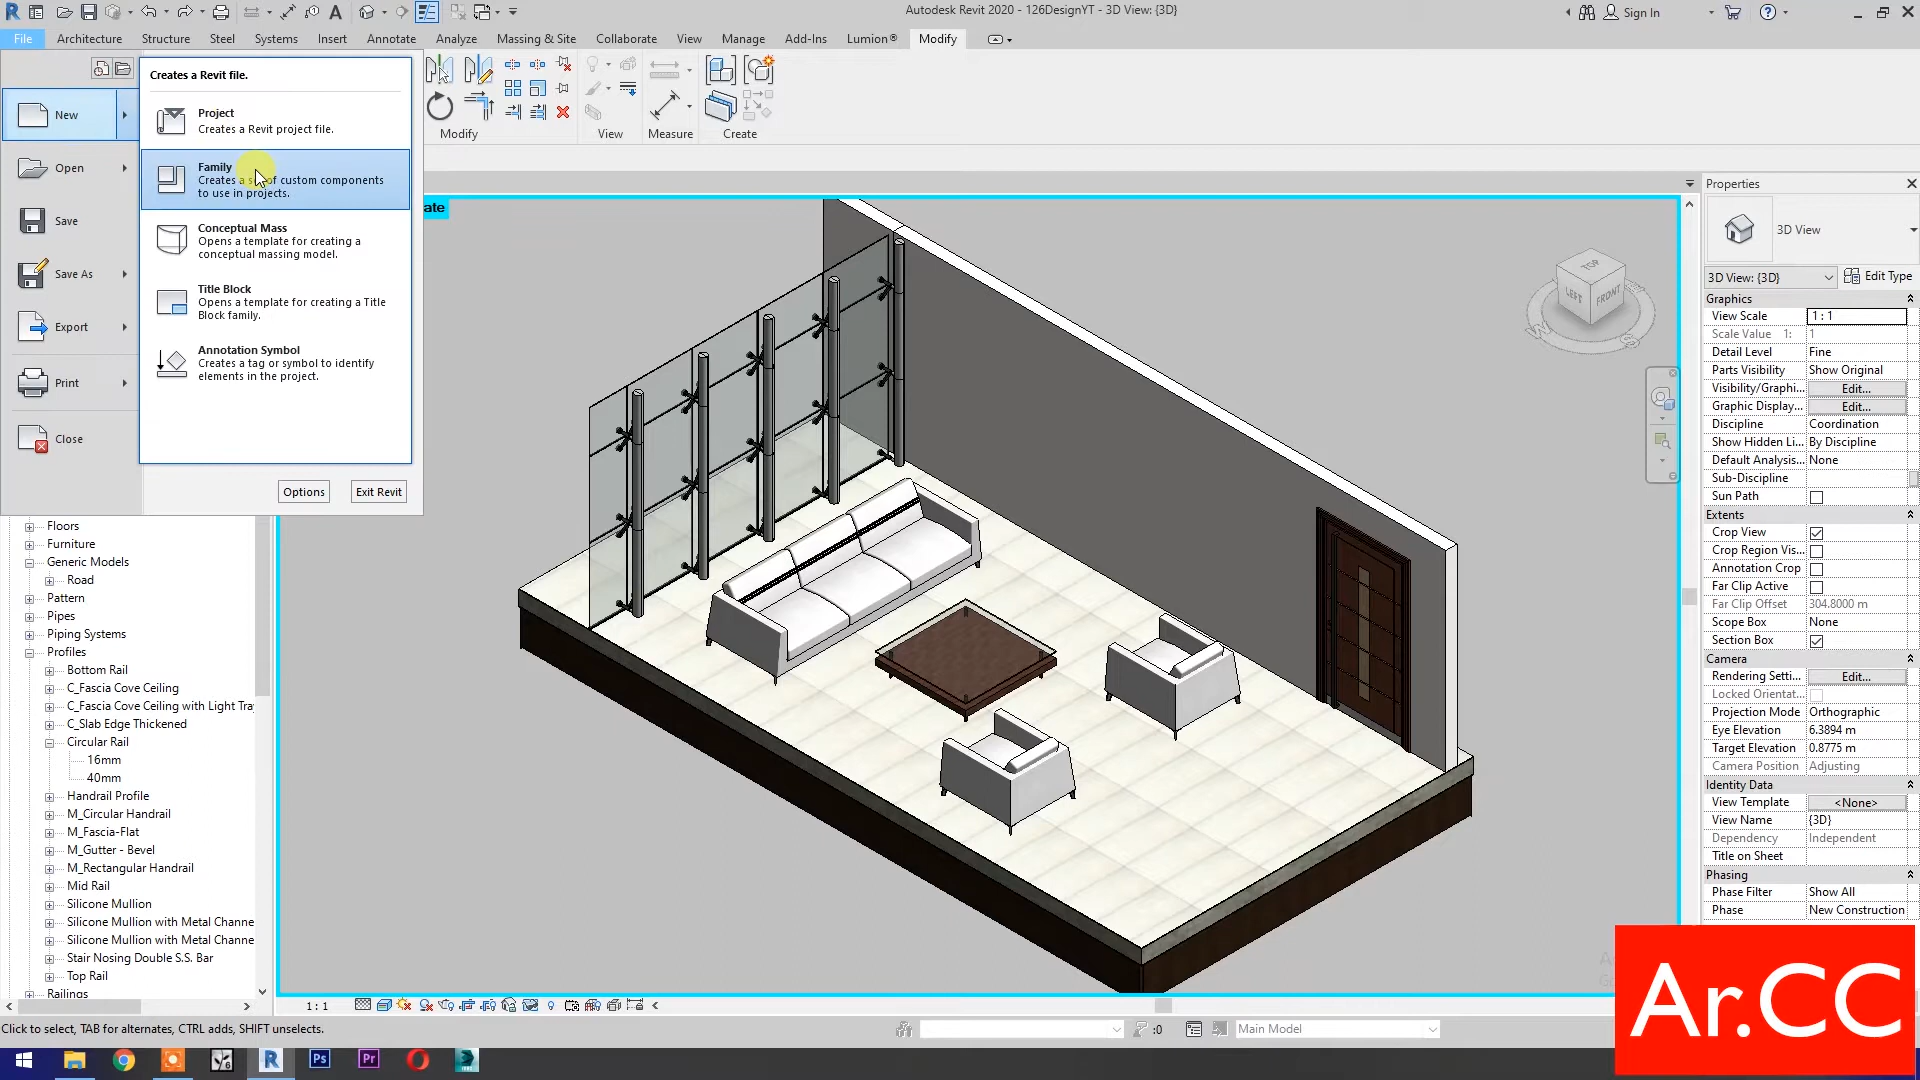 Autodesk Revit 2020 - 126DesignYT - 3D View: {3D}
Sign In
File
Architecture
Structure
Steel
Systems
Insert
Annotate
Analyze
Massing & Site
Collaborate
View
Manage
Add-Ins
Lumion®
Modify
Creates a Revit file.
New
Open
Save
Save As
Export
Print
Close
Project
Creates a Revit project file.
Family
Creates a set of custom components
to use in projects.
Conceptual Mass
Opens a template for creating a
conceptual massing model.
Title Block
Opens a template for creating a Title
Block family.
Annotation Symbol
Creates a tag or symbol to identify
elements in the project.
Options
Exit Revit
Modify
View
Measure
Create
ate
Floors
Furniture
Generic Models
Road
Pattern
Pipes
Piping Systems
Profiles
Bottom Rail
C_Fascia Cove Ceiling
C_Fascia Cove Ceiling with Light Tray
C_Slab Edge Thickened
Circular Rail
16mm
40mm
Handrail Profile
M_Circular Handrail
M_Fascia-Flat
M_Gutter - Bevel
M_Rectangular Handrail
Mid Rail
Silicone Mullion
Silicone Mullion with Metal Channe
Silicone Mullion with Metal Channe
Stair Nosing Double S.S. Bar
Top Rail
Railings
TOP
LEFT
FRONT
W
S
Properties
3D View
3D View: {3D}
Edit Type
Graphics
View Scale 1 : 1
Scale Value 1: 1
Detail Level Fine
Parts Visibility Show Original
Visibility/Graphi... Edit...
Graphic Display... Edit...
Discipline Coordination
Show Hidden Li... By Discipline
Default Analysis... None
Sub-Discipline
Sun Path
Extents
Crop View
Crop Region Vis...
Annotation Crop
Far Clip Active
Far Clip Offset 304.8000 m
Scope Box None
Section Box
Camera
Rendering Setti... Edit...
Locked Orientat...
Projection Mode Orthographic
Eye Elevation 6.3894 m
Target Elevation 0.8775 m
Camera Position Adjusting
Identity Data
View Template <None>
View Name {3D}
Dependency Independent
Title on Sheet
Phasing
Phase Filter Show All
Phase New Construction
Ar.CC
1 : 1
Click to select, TAB for alternates, CTRL adds, SHIFT unselects.
:0
Main Model
Ps
Pr